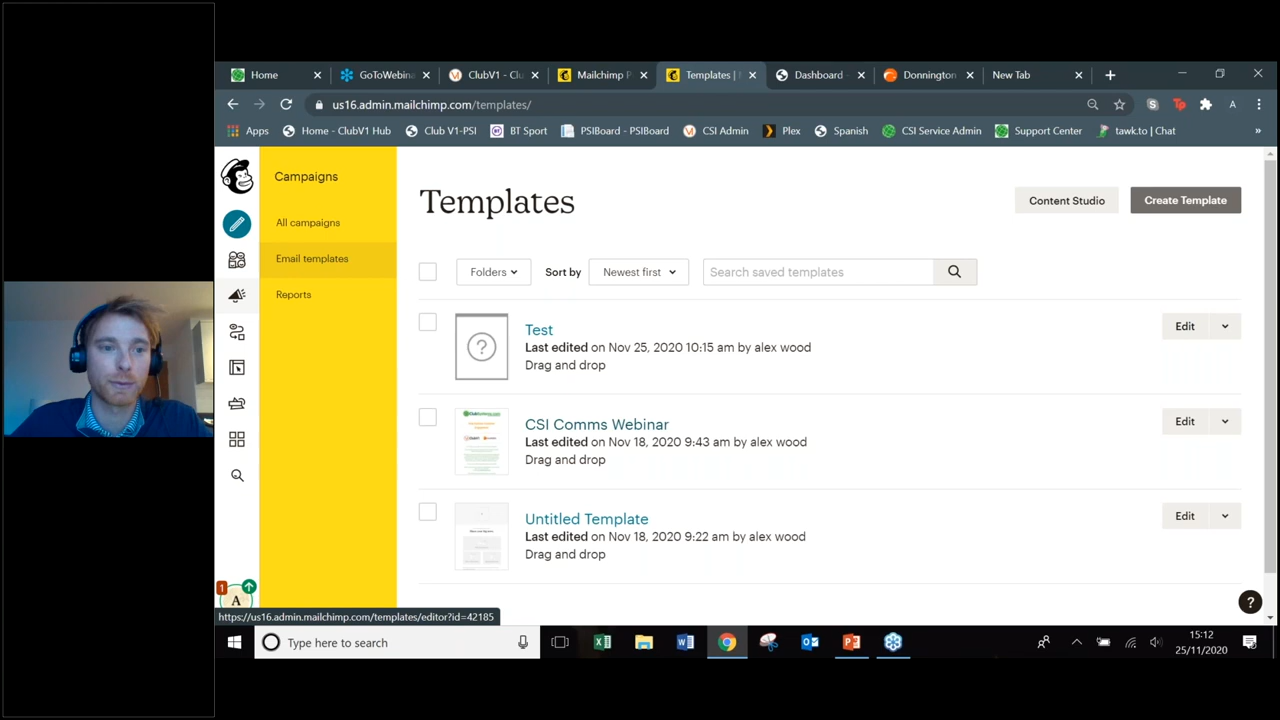 Home
GoToWebina
ClubV1 - Clu
Mailchimp P
Templates |
Dashboard -
Donnington
New Tab
us16.admin.mailchimp.com/templates/
A
Apps
Home - ClubV1 Hub
Club V1-PSI
BT Sport
PSIBoard - PSIBoard
CSI Admin
Plex
Spanish
CSI Service Admin
Support Center
tawk.to | Chat
»
Campaigns
All campaigns
Email templates
Reports
Templates
Content Studio
Create Template
Folders
Sort by
Newest first
Search saved templates
Test
Last edited on Nov 25, 2020 10:15 am by alex wood
Drag and drop
Edit
CSI Comms Webinar
Last edited on Nov 18, 2020 9:43 am by alex wood
Drag and drop
Edit
Untitled Template
Last edited on Nov 18, 2020 9:22 am by alex wood
Drag and drop
Edit
1
A
?
https://us16.admin.mailchimp.com/templates/editor?id=42185
Type here to search
15:12
25/11/2020